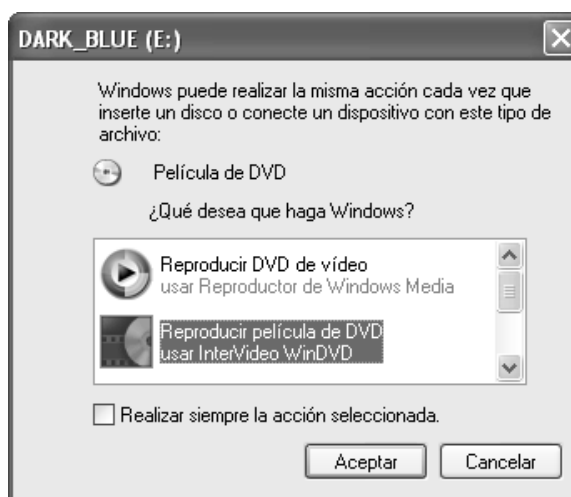 DARK_BLUE (E:)
Windows puede realizar la misma acción cada vez que
inserte un disco o conecte un dispositivo con este tipo de
archivo:
Película de DVD
¿Qué desea que haga Windows?
Reproducir DVD de vídeo
usar Reproductor de Windows Media
Reproducir película de DVD
usar InterVideo WinDVD
Realizar siempre la acción seleccionada.
Aceptar
Cancelar